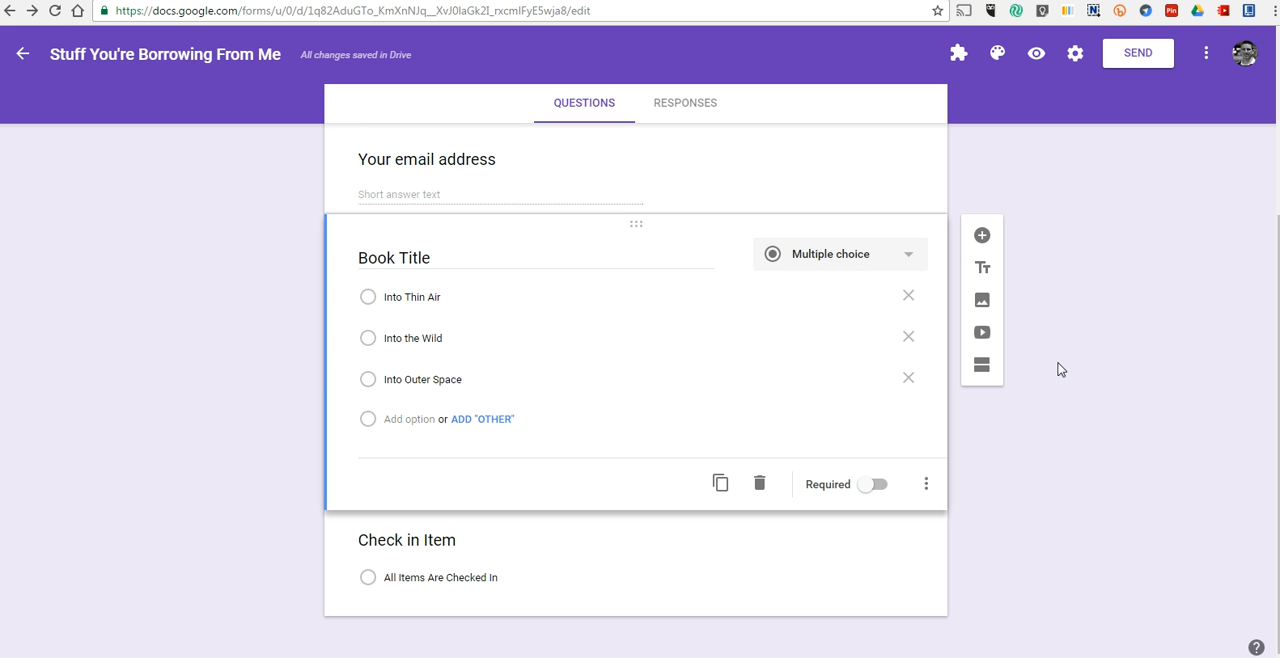 https://docs.google.com/forms/u/0/d/1q82AduGTo_KmXnNJq__XvJ0laGk2I_rxcmlFyE5wja8/edit
Stuff You're Borrowing From Me
All changes saved in Drive
SEND
QUESTIONS
RESPONSES
Your email address
Short answer text
Book Title
Multiple choice
Into Thin Air
Into the Wild
Into Outer Space
Add option or ADD "OTHER"
Required
Check in Item
All Items Are Checked In